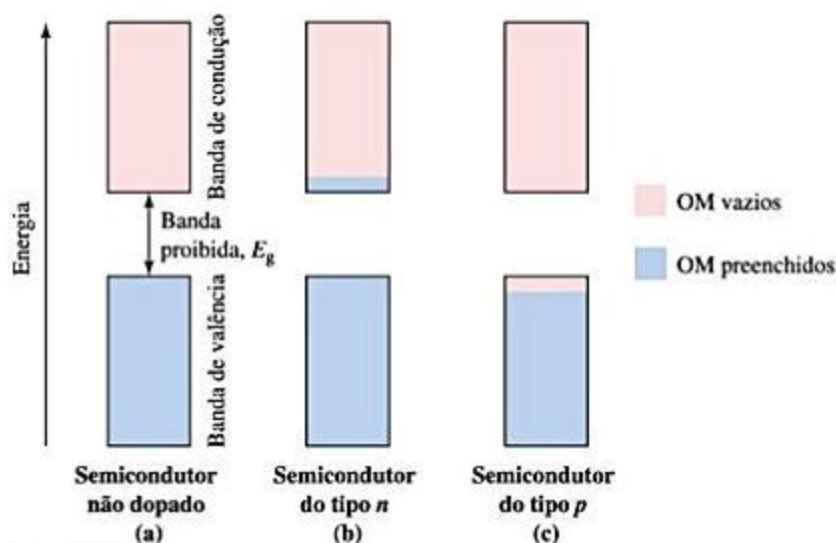 Energia
Banda de condução
Banda
proibida, E_g
Banda de valência
OM vazios
OM preenchidos
Semicondutor
não dopado
(a)
Semicondutor
do tipo n
(b)
Semicondutor
do tipo p
(c)